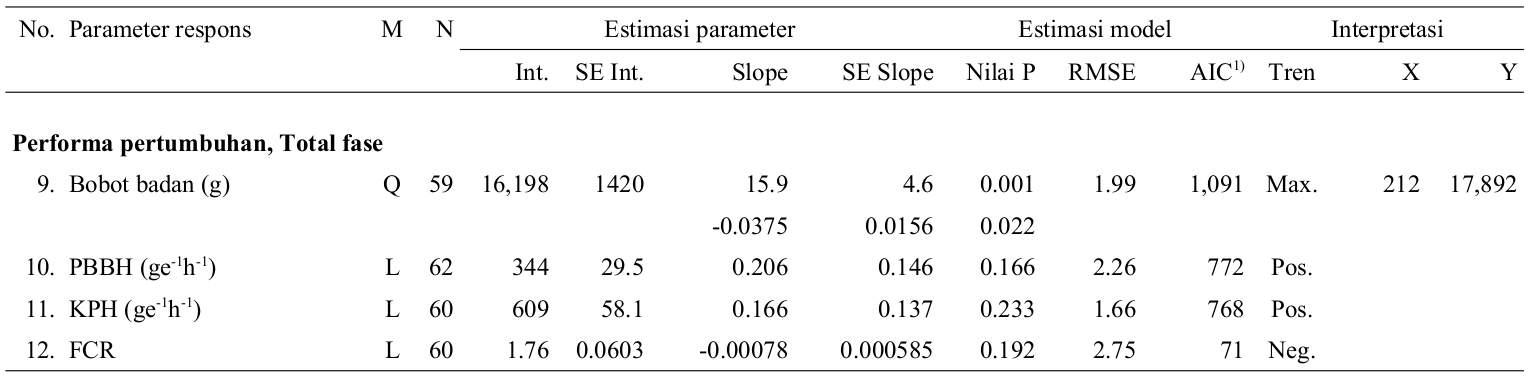 No. Parameter respons M N Estimasi parameter Estimasi model Interpretasi
Int. SE Int. Slope SE Slope Nilai P RMSE AIC¹⁾ Tren X Y
Performa pertumbuhan, Total fase
9. Bobot badan (g) Q 59 16,198 1420 15.9 4.6 0.001 1.99 1,091 Max. 212 17,892
-0.0375 0.0156 0.022
10. PBBH (ge⁻¹h⁻¹) L 62 344 29.5 0.206 0.146 0.166 2.26 772 Pos.
11. KPH (ge⁻¹h⁻¹) L 60 609 58.1 0.166 0.137 0.233 1.66 768 Pos.
12. FCR L 60 1.76 0.0603 -0.00078 0.000585 0.192 2.75 71 Neg.